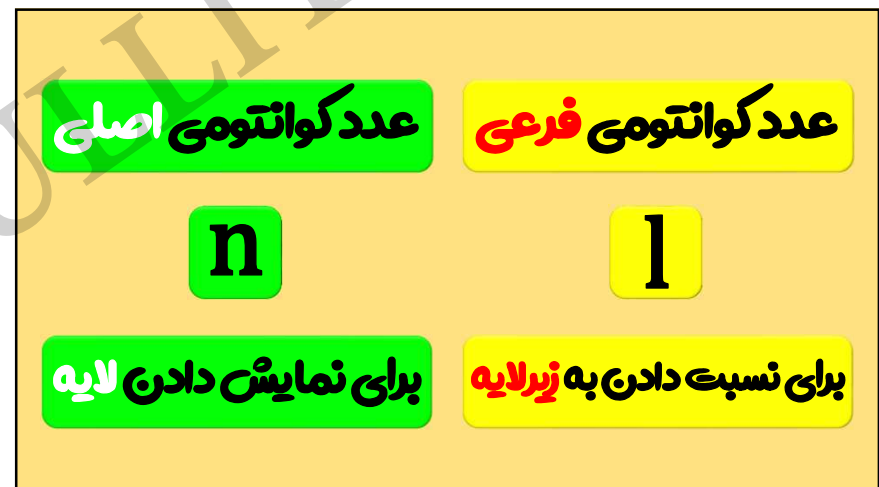 عدد کوانتومی فرعی
عدد کوانتومی اصلی
l
n
برای نسبت دادن به زیرلایه
برای نمایش دادن لایه